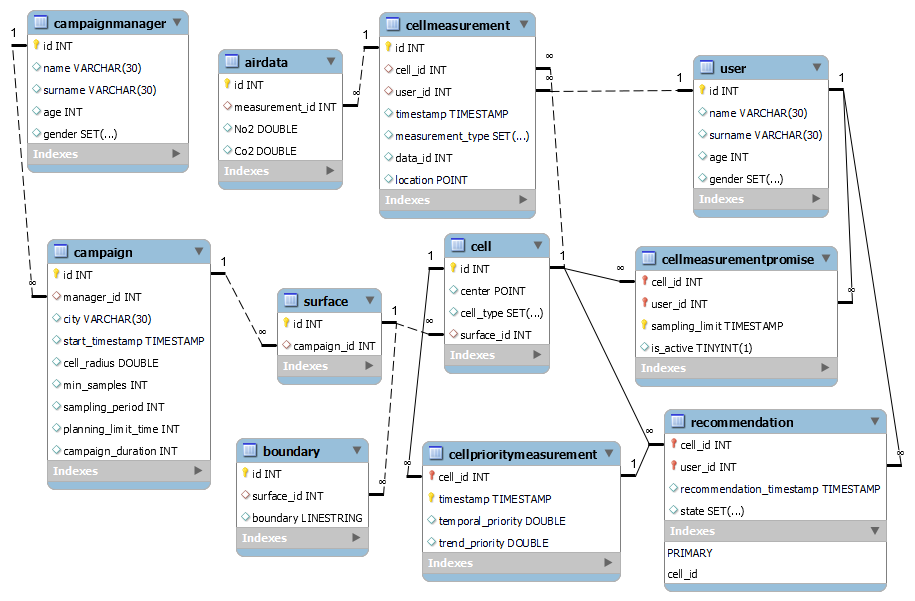 campaignmanager
id INT
name VARCHAR(30)
surname VARCHAR(30)
age INT
gender SET(...)
Indexes
airdata
id INT
measurement_id INT
No2 DOUBLE
Co2 DOUBLE
Indexes
cellmeasurement
id INT
cell_id INT
user_id INT
timestamp TIMESTAMP
measurement_type SET(...)
data_id INT
location POINT
Indexes
user
id INT
name VARCHAR(30)
surname VARCHAR(30)
age INT
gender SET(...)
Indexes
campaign
id INT
manager_id INT
city VARCHAR(30)
start_timestamp TIMESTAMP
cell_radius DOUBLE
min_samples INT
sampling_period INT
planning_limit_time INT
campaign_duration INT
Indexes
surface
id INT
campaign_id INT
Indexes
cell
id INT
center POINT
cell_type SET(...)
surface_id INT
Indexes
cellmeasurementpromise
cell_id INT
user_id INT
sampling_limit TIMESTAMP
is_active TINYINT(1)
Indexes
boundary
id INT
surface_id INT
boundary LINESTRING
Indexes
cellprioritymeasurement
cell_id INT
timestamp TIMESTAMP
temporal_priority DOUBLE
trend_priority DOUBLE
Indexes
recommendation
cell_id INT
user_id INT
recommendation_timestamp TIMESTAMP
state SET(...)
Indexes
PRIMARY
cell_id
1
∞
1
∞
1
∞
∞
∞
1
1
∞
∞
1
∞
1
∞
∞
1
∞
1
∞
∞
1